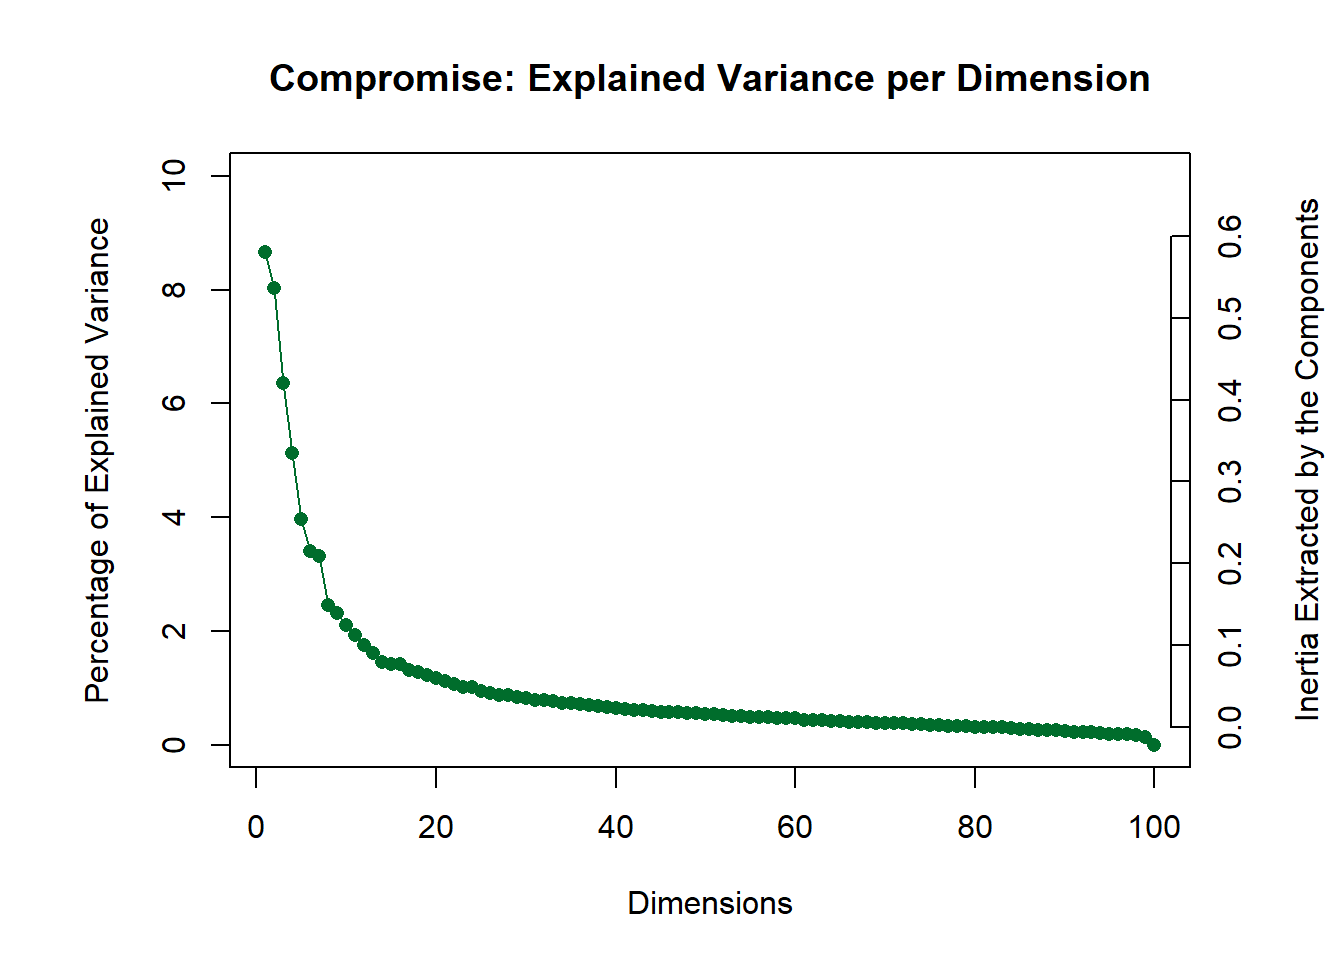 Compromise: Explained Variance per Dimension
Percentage of Explained Variance
10
8
6
4
2
0
0.6
0.5
0.4
0.3
0.2
0.1
0.0
Inertia Extracted by the Components
0 20 40 60 80 100
Dimensions